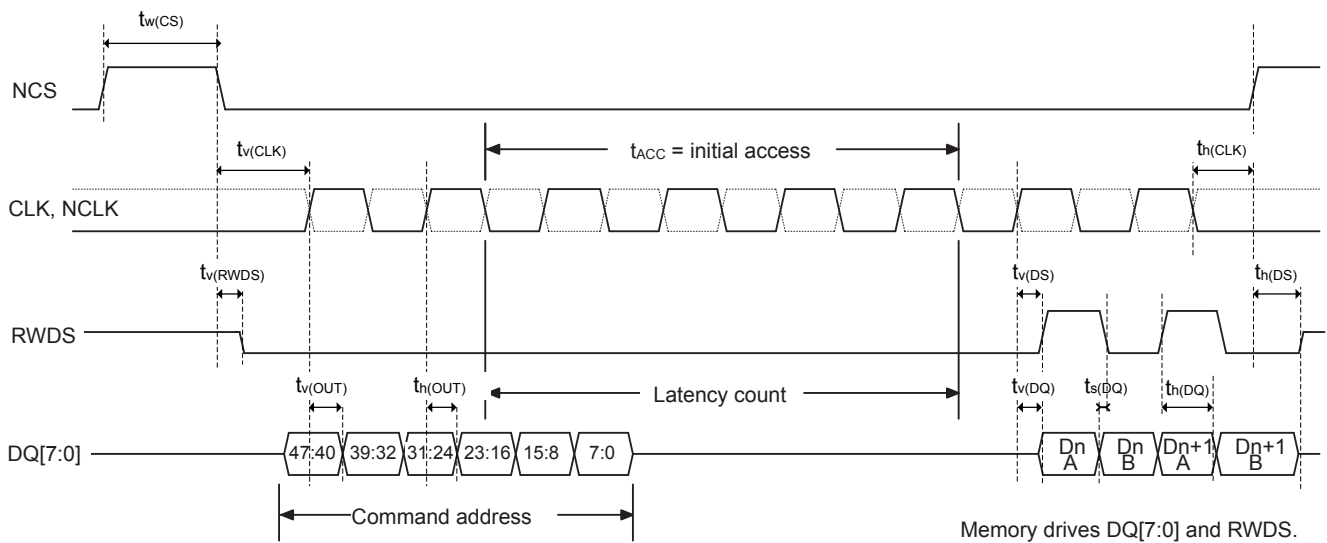 tw(CS)
NCS
tv(CLK)
tACC = initial access
th(CLK)
CLK, NCLK
tv(RWDS)
tv(DS)
th(DS)
RWDS
tv(OUT)
th(OUT)
Latency count
tv(DQ)
ts(DQ)
th(DQ)
DQ[7:0]
47:40
39:32
31:24
23:16
15:8
7:0
Dn
A
Dn
B
Dn+1
A
Dn+1
B
Command address
Memory drives DQ[7:0] and RWDS.